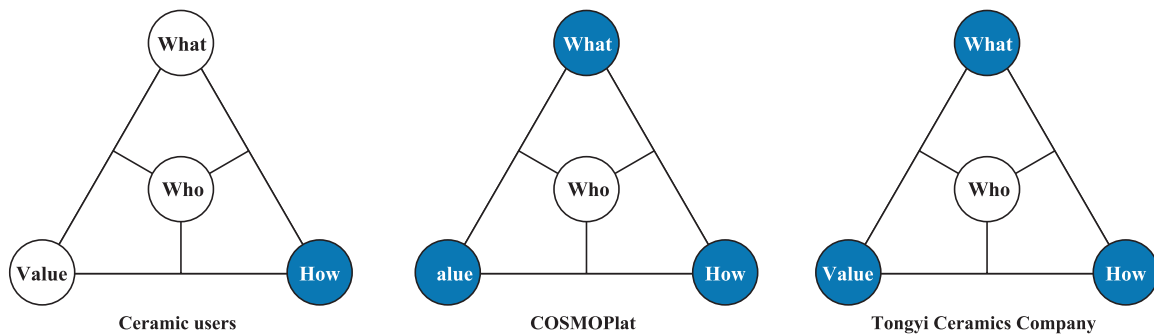 What
Who
Value
How
Ceramic users
What
Who
alue
How
COSMOPlat
What
Who
Value
How
Tongyi Ceramics Company